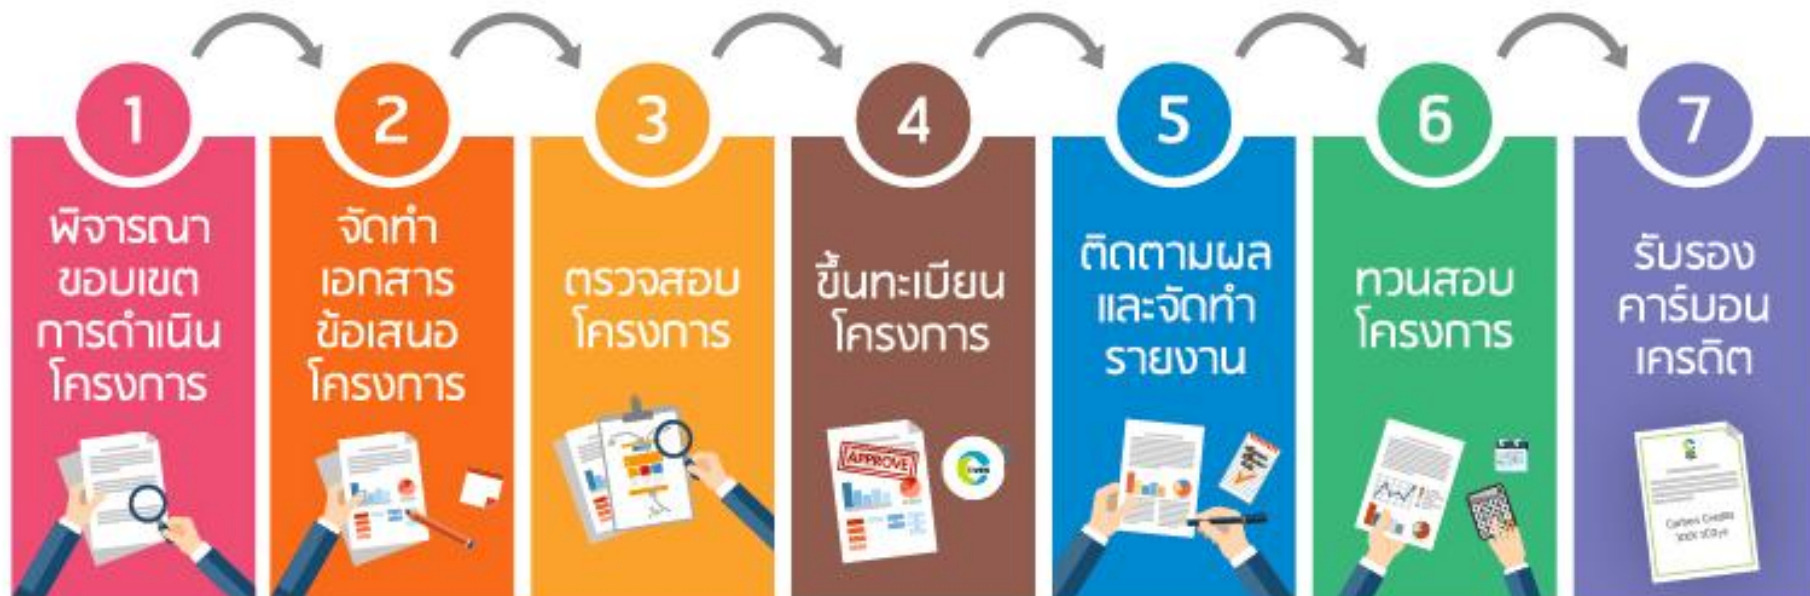 1
พิจารณา
ขอบเขต
การดำเนิน
โครงการ
2
จัดทำ
เอกสาร
ข้อเสนอ
โครงการ
3
ตรวจสอบ
โครงการ
4
ขึ้นทะเบียน
โครงการ
APPROVE
5
ติดตามผล
และจัดทำ
รายงาน
6
ทวนสอบ
โครงการ
7
รับรอง
คาร์บอน
เครดิต
Carbon Credits